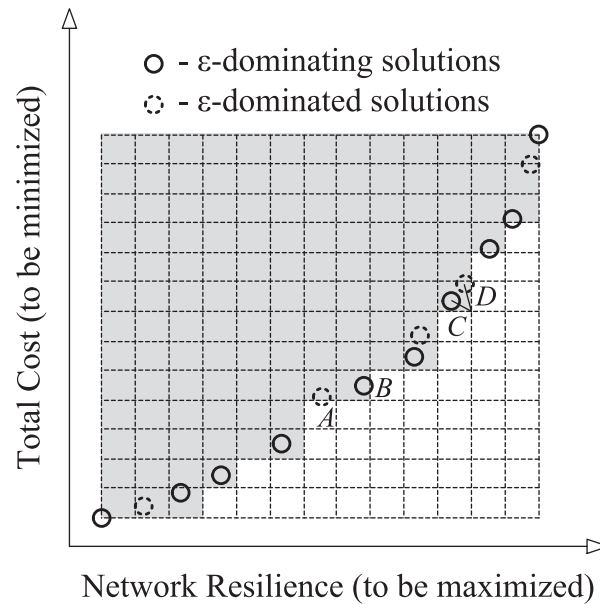 - ε-dominating solutions
- ε-dominated solutions
Total Cost (to be minimized)
D
C
B
A
Network Resilience (to be maximized)